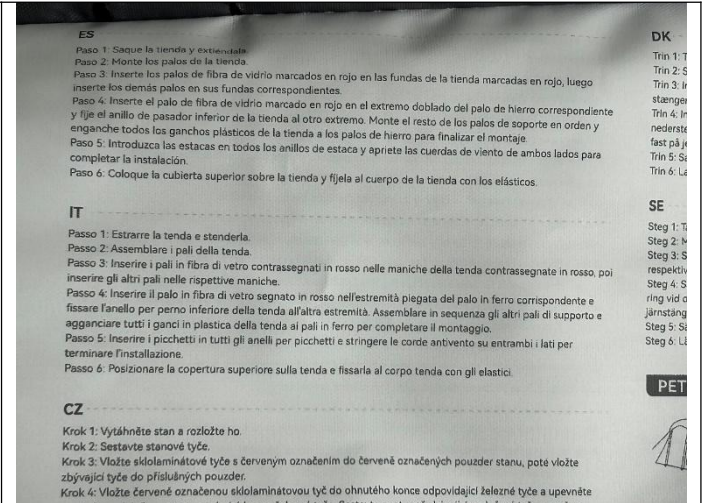 ES
Paso 1: Saque la tienda y extiéndala.
Paso 2: Monte los palos de la tienda.
Paso 3: Inserte los palos de fibra de vidrio marcados en rojo en las fundas de la tienda marcadas en rojo, luego
inserte los demás palos en sus fundas correspondientes.
Paso 4: Inserte el palo de fibra de vidrio marcado en rojo en el extremo doblado del palo de hierro correspondiente
y fije el anillo de pasador inferior de la tienda al otro extremo. Monte el resto de los palos de soporte en orden y
enganche todos los ganchos plásticos de la tienda a los palos de hierro para finalizar el montaje.
Paso 5: Introduzca las estacas en todos los anillos de estaca y apriete las cuerdas de viento de ambos lados para
completar la instalación.
Paso 6: Coloque la cubierta superior sobre la tienda y fíjela al cuerpo de la tienda con los elásticos.
IT
Passo 1: Estrarre la tenda e stenderla.
Passo 2: Assemblare i pali della tenda.
Passo 3: Inserire i pali in fibra di vetro contrassegnati in rosso nelle maniche della tenda contrassegnate in rosso, poi
inserire gli altri pali nelle rispettive maniche.
Passo 4: Inserire il palo in fibra di vetro segnato in rosso nell'estremità piegata del palo in ferro corrispondente e
fissare l'anello per perno inferiore della tenda all'altra estremità. Assemblare in sequenza gli altri pali di supporto e
agganciare tutti i ganci in plastica della tenda ai pali in ferro per completare il montaggio.
Passo 5: Inserire i picchetti in tutti gli anelli per picchetti e stringere le corde antivento su entrambi i lati per
terminare l'installazione.
Passo 6: Posizionare la copertura superiore sulla tenda e fissarla al corpo tenda con gli elastici.
CZ
Krok 1: Vytáhněte stan a rozložte ho.
Krok 2: Sestavte stanové tyče.
Krok 3: Vložte sklolaminátové tyče s červeným označením do červeně označených pouzder stanu, poté vložte
zbývající tyče do příslušných pouzder.
Krok 4: Vložte červeně označenou sklolaminátovou tyč do ohnutého konce odpovídající železné tyče a upevněte
DK
Trin 1:
Trin 2:
Trin 3:
stænger
Trin 4:
nederste
fast på
Trin 5:
Trin 6:
SE
Steg 1:
Steg 2:
Steg 3:
respektiv
Steg 4:
ring vid
järnstäng
Steg 5:
Steg 6:
PET